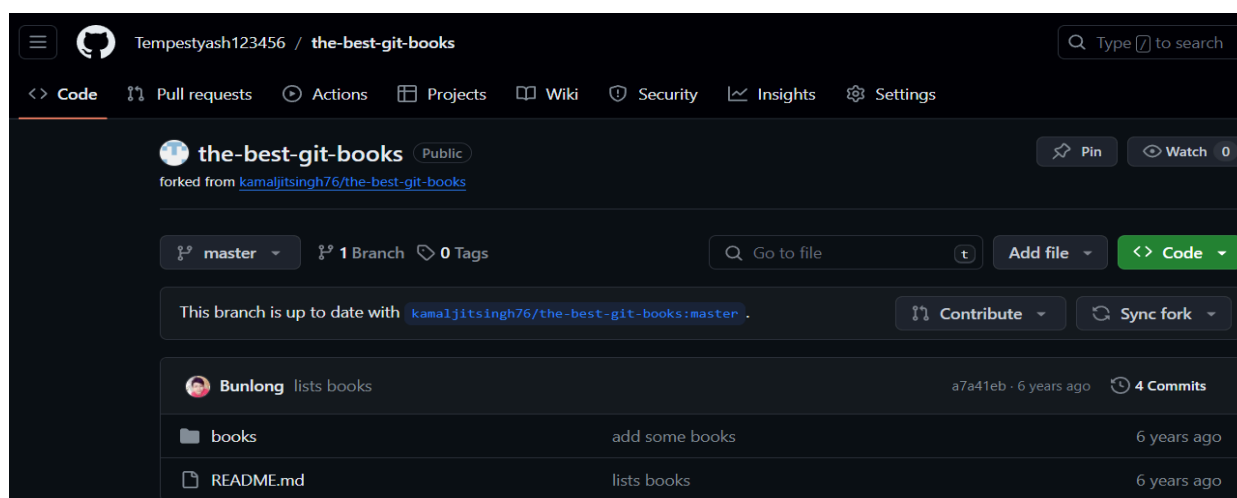 Tempestyash123456 / the-best-git-books
Type / to search
Code Pull requests Actions Projects Wiki Security Insights Settings
the-best-git-books Public
Pin Watch 0
forked from kamaljitsingh76/the-best-git-books
master 1 Branch 0 Tags Go to file t Add file Code
This branch is up to date with kamaljitsingh76/the-best-git-books:master . Contribute Sync fork
Bunlong lists books a7a41eb · 6 years ago 4 Commits
books add some books 6 years ago
README.md lists books 6 years ago